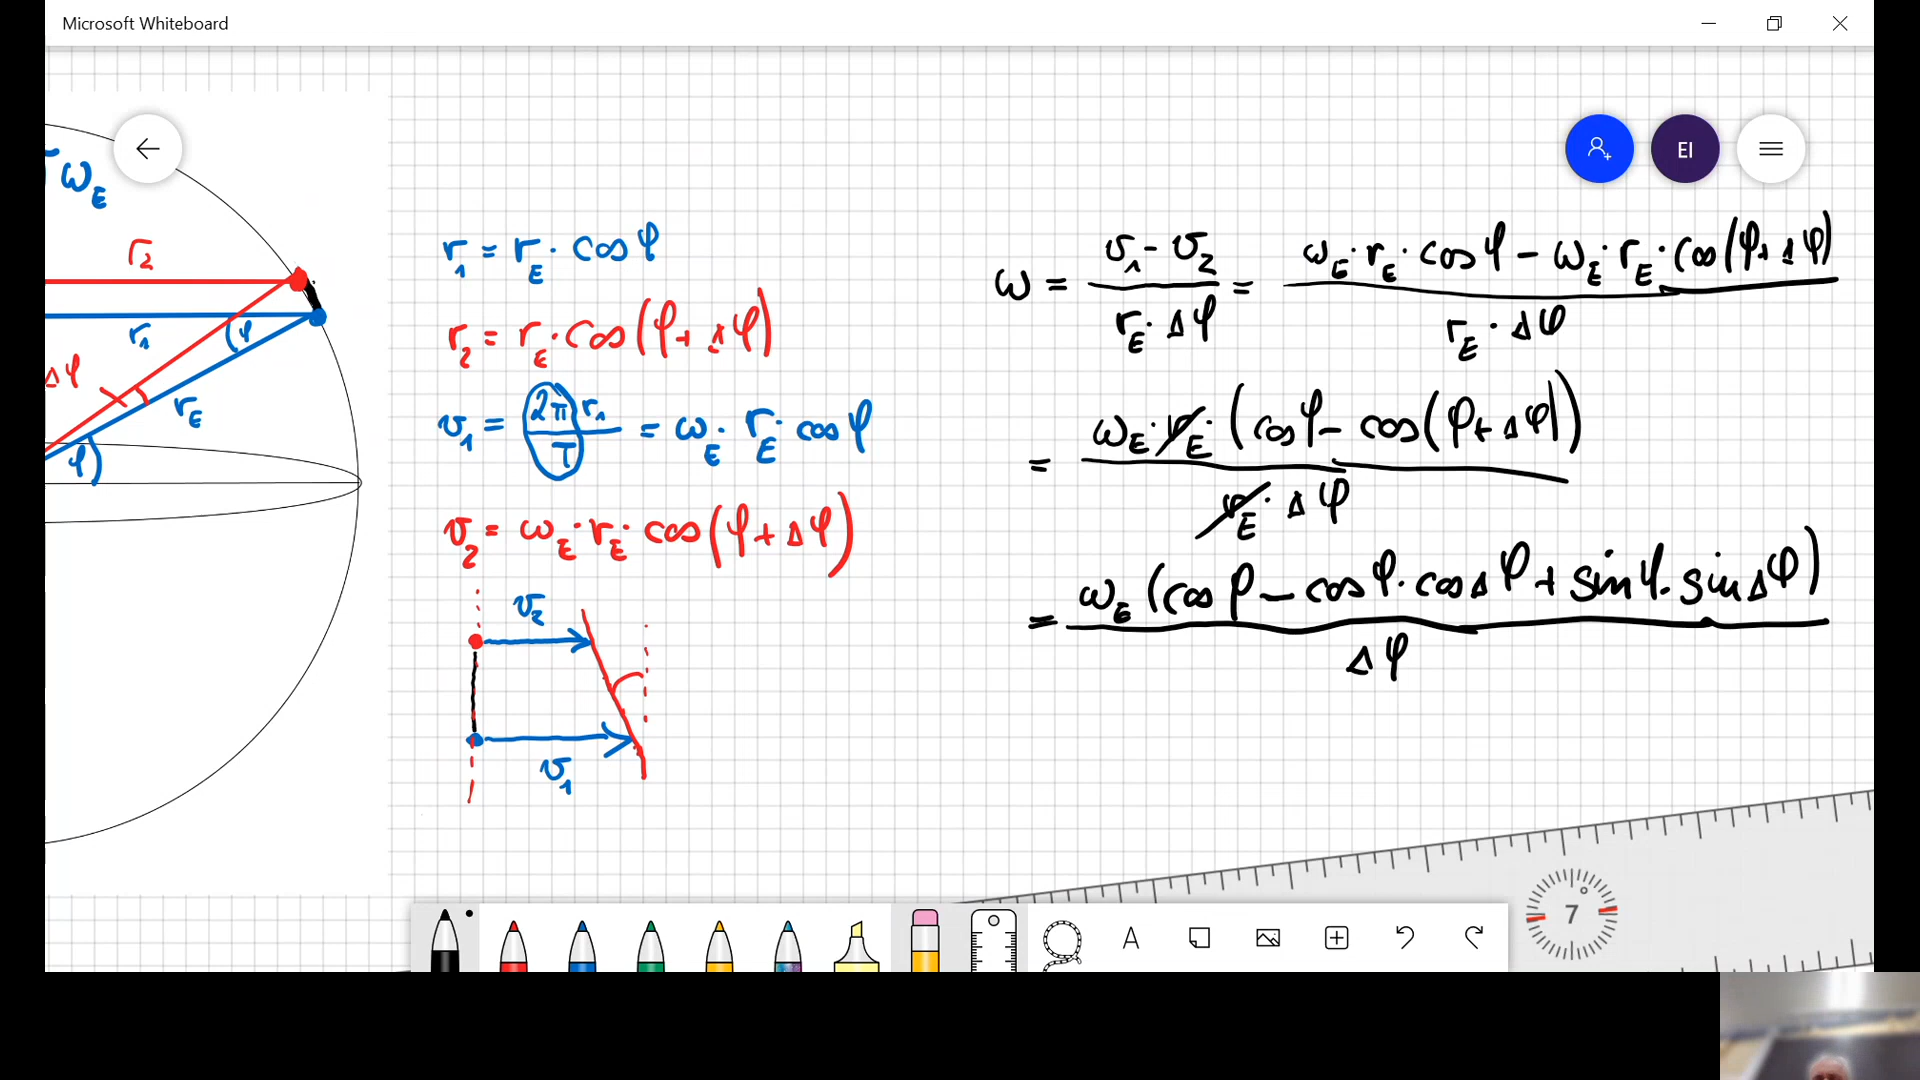 Microsoft Whiteboard
EI
ω_E
r_2
r_1
φ
Δφ
r_E
φ
r_1 = r_E · cos φ
r_2 = r_E · cos(φ + Δφ)
v_1 = 2π r_1 / T = ω_E · r_E · cos φ
v_2 = ω_E · r_E · cos(φ + Δφ)
v_2
v_1
ω = (v_1 - v_2) / (r_E · Δφ) = (ω_E · r_E · cos φ - ω_E · r_E · cos(φ + Δφ)) / (r_E · Δφ)
= ω_E · r_E · (cos φ - cos(φ + Δφ)) / (r_E · Δφ)
= ω_E (cos φ - cos φ · cos Δφ + sin φ · sin Δφ) / Δφ
A
7°